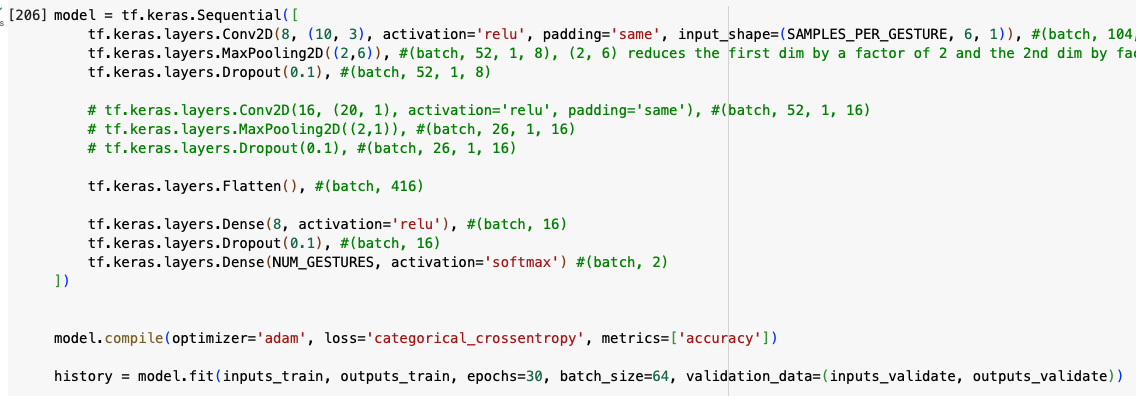 [206] model = tf.keras.Sequential([
tf.keras.layers.Conv2D(8, (10, 3), activation='relu', padding='same', input_shape=(SAMPLES_PER_GESTURE, 6, 1)), #(batch, 104,
tf.keras.layers.MaxPooling2D((2,6)), #(batch, 52, 1, 8), (2, 6) reduces the first dim by a factor of 2 and the 2nd dim by fac
tf.keras.layers.Dropout(0.1), #(batch, 52, 1, 8)
# tf.keras.layers.Conv2D(16, (20, 1), activation='relu', padding='same'), #(batch, 52, 1, 16)
# tf.keras.layers.MaxPooling2D((2,1)), #(batch, 26, 1, 16)
# tf.keras.layers.Dropout(0.1), #(batch, 26, 1, 16)
tf.keras.layers.Flatten(), #(batch, 416)
tf.keras.layers.Dense(8, activation='relu'), #(batch, 16)
tf.keras.layers.Dropout(0.1), #(batch, 16)
tf.keras.layers.Dense(NUM_GESTURES, activation='softmax') #(batch, 2)
])
model.compile(optimizer='adam', loss='categorical_crossentropy', metrics=['accuracy'])
history = model.fit(inputs_train, outputs_train, epochs=30, batch_size=64, validation_data=(inputs_validate, outputs_validate))